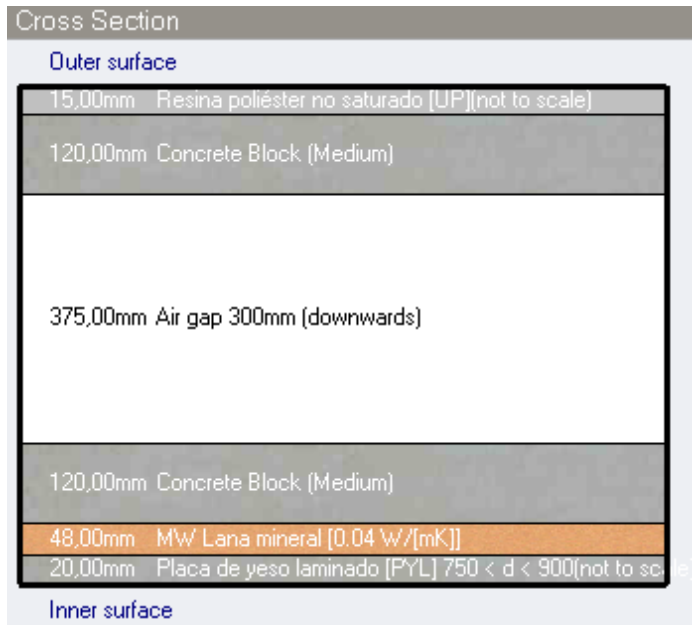 Cross Section
Outer surface
15,00mm Resina poliéster no saturado [UP](not to scale)
120,00mm Concrete Block (Medium)
375,00mm Air gap 300mm (downwards)
120,00mm Concrete Block (Medium)
48,00mm MW Lana mineral [0.04 W/[mK]]
20,00mm Placa de yeso laminado [PYL] 750 < d < 900(not to scale
Inner surface